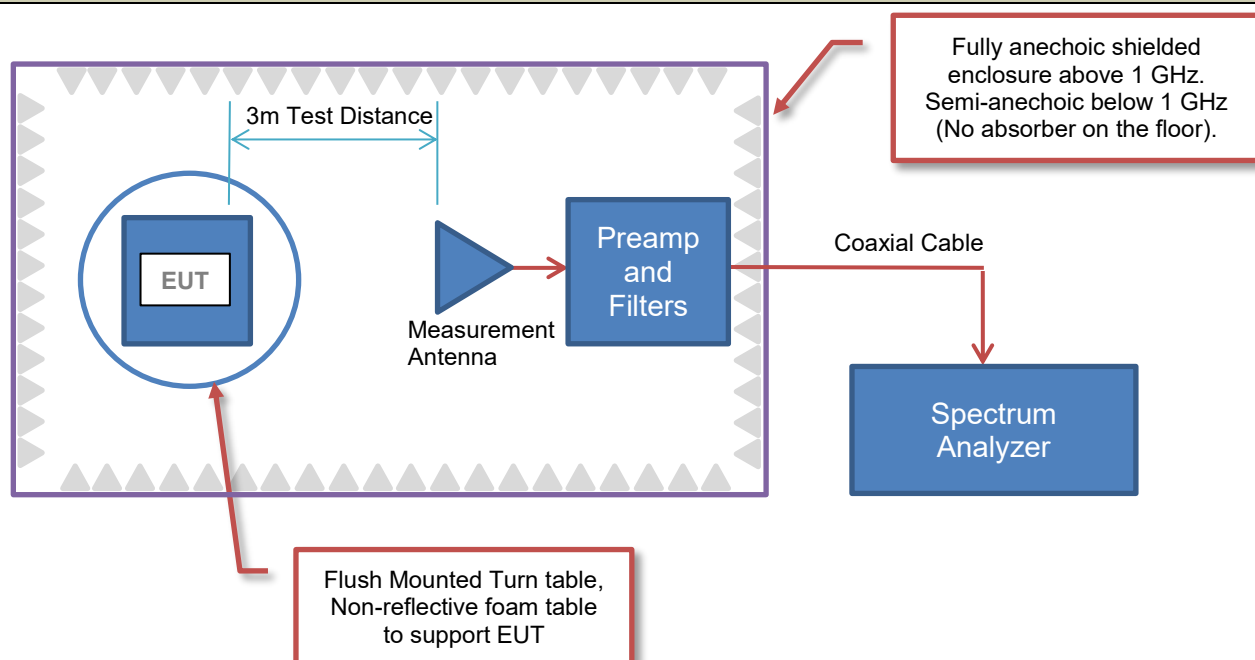 Fully anechoic shielded
enclosure above 1 GHz.
Semi-anechoic below 1 GHz
(No absorber on the floor).
3m Test Distance
EUT
Measurement
Antenna
Preamp
and
Filters
Coaxial Cable
Spectrum
Analyzer
Flush Mounted Turn table,
Non-reflective foam table
to support EUT